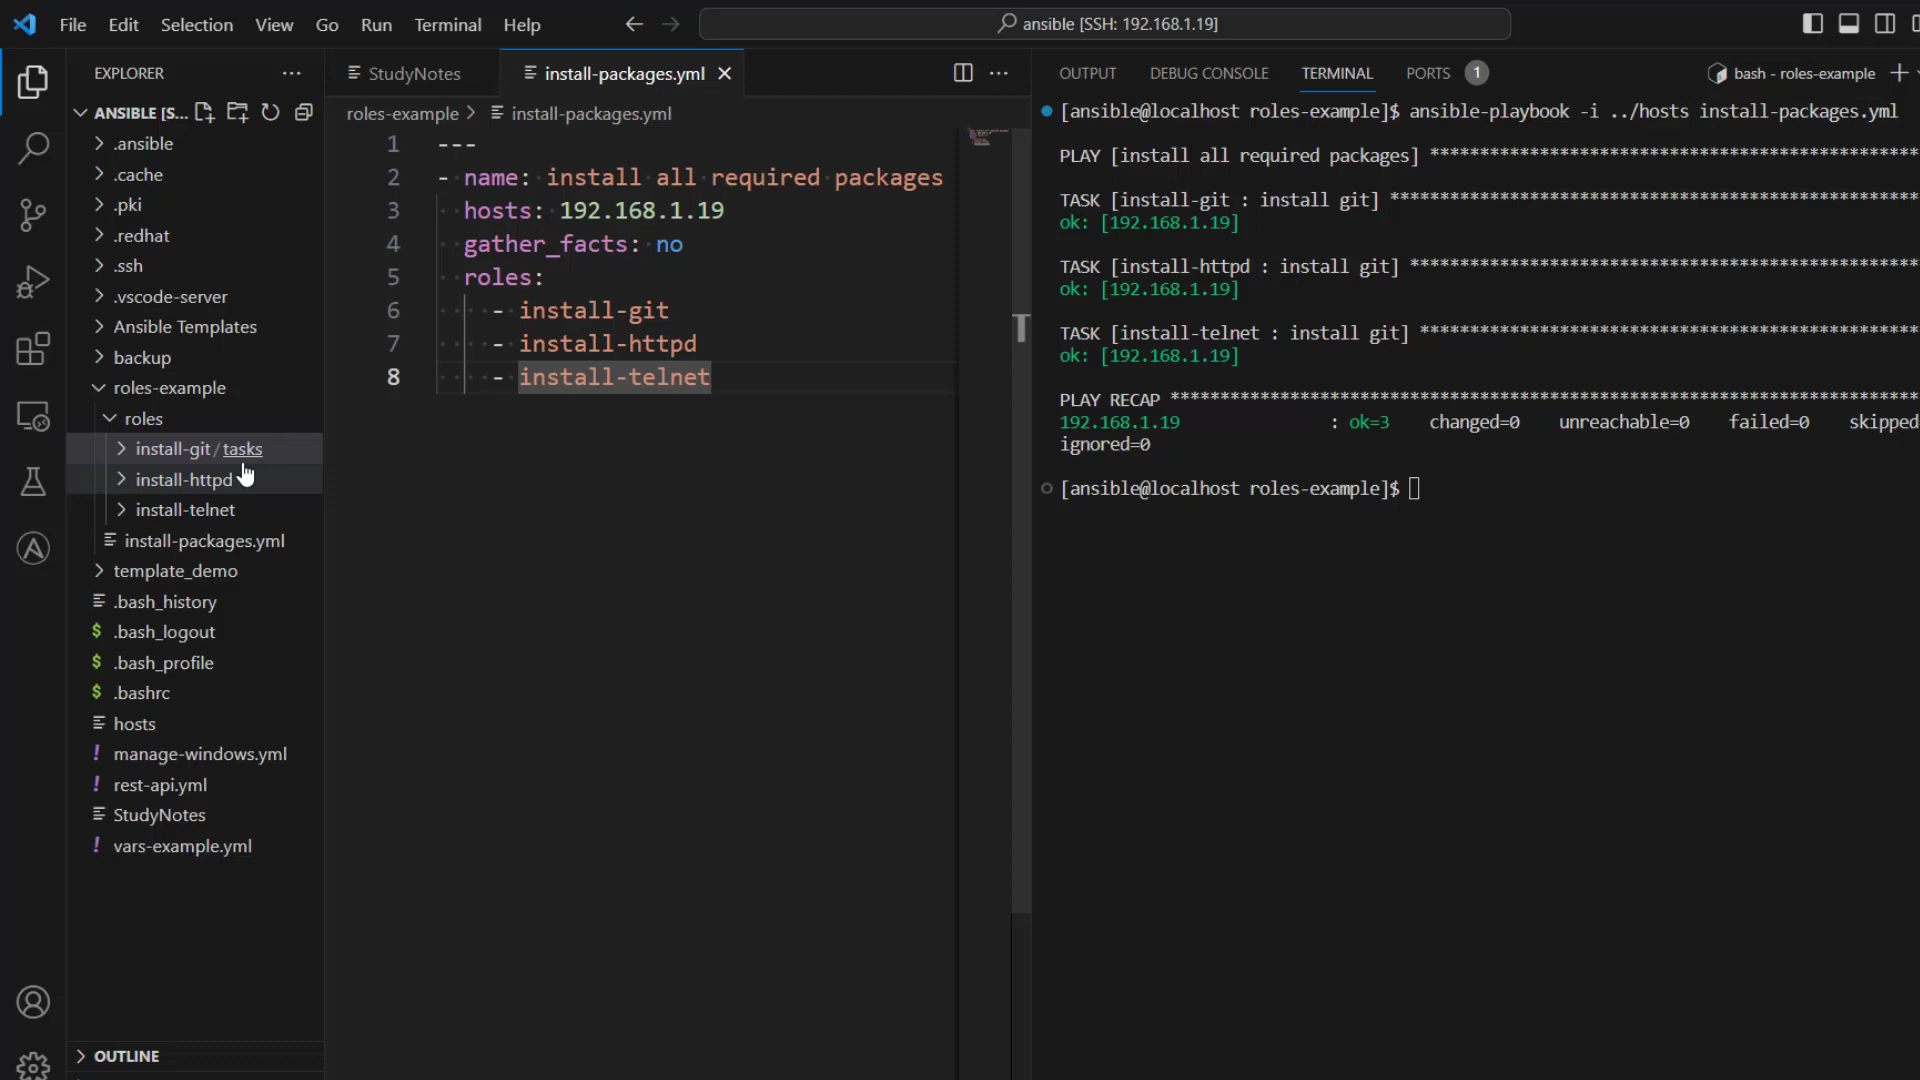 File Edit Selection View Go Run Terminal Help
ansible [SSH: 192.168.1.19]
EXPLORER
ANSIBLE [S...
.ansible
.cache
.pki
.redhat
.ssh
.vscode-server
Ansible Templates
backup
roles-example
roles
install-git/tasks
install-httpd
install-telnet
install-packages.yml
template_demo
.bash_history
$ .bash_logout
$ .bash_profile
$ .bashrc
hosts
! manage-windows.yml
! rest-api.yml
StudyNotes
! vars-example.yml
OUTLINE
StudyNotes
install-packages.yml
roles-example > install-packages.yml
1 ---
2 - name: install all required packages
3 hosts: 192.168.1.19
4 gather_facts: no
5 roles:
6 - install-git
7 - install-httpd
8 - install-telnet
OUTPUT DEBUG CONSOLE TERMINAL PORTS 1
bash - roles-example
[ansible@localhost roles-example]$ ansible-playbook -i ../hosts install-packages.yml
PLAY [install all required packages] *************************************************
TASK [install-git : install git] *****************************************************
ok: [192.168.1.19]
TASK [install-httpd : install git] ***************************************************
ok: [192.168.1.19]
TASK [install-telnet : install git] **************************************************
ok: [192.168.1.19]
PLAY RECAP ***************************************************************************
192.168.1.19 : ok=3 changed=0 unreachable=0 failed=0 skipped
ignored=0
[ansible@localhost roles-example]$